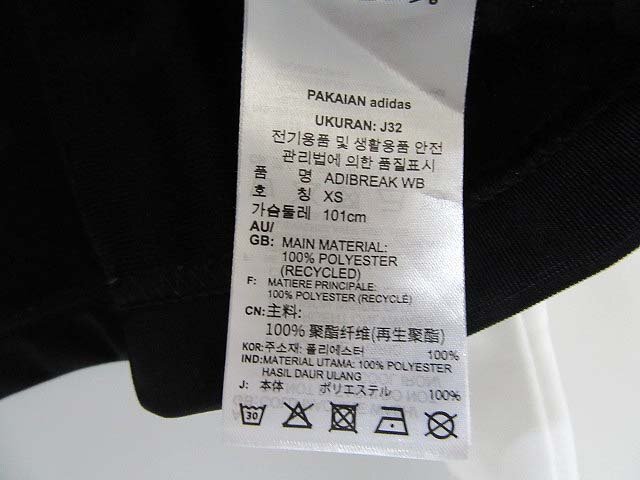 PAKAIAN adidas
UKURAN: J32
전기용품 및 생활용품 안전
관리법에 의한 품질표시
품 명 ADIBREAK WB
호 칭 XS
가슴둘레 101cm
AU/
GB: MAIN MATERIAL:
100% POLYESTER
(RECYCLED)
F: MATIERE PRINCIPALE:
100% POLYESTER (RECYCLÉ)
CN: 主料:
100% 聚酯纤维(再生聚酯)
KOR: 주소재: 폴리에스터 100%
IND: MATERIAL UTAMA: 100% POLYESTER
HASIL DAUR ULANG
J: 本体 ポリエステル 100%
30